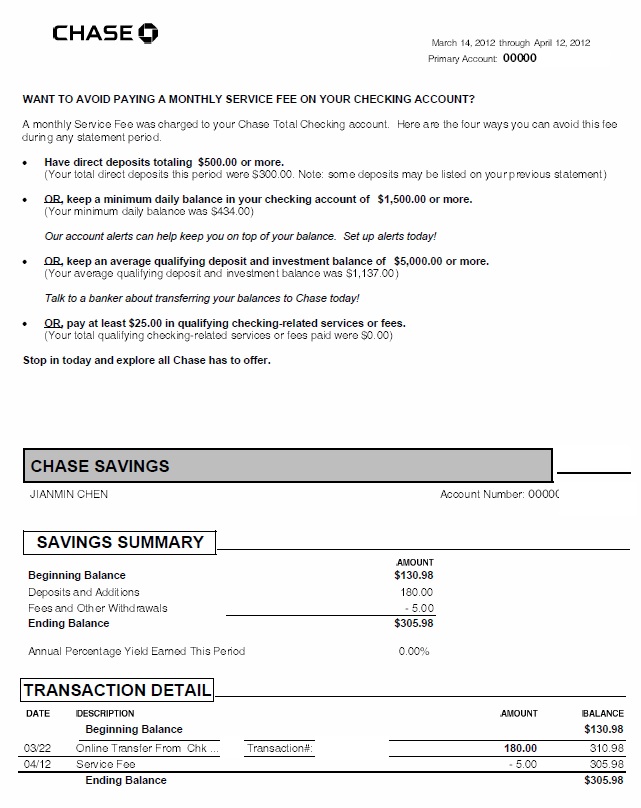 CHASE
March 14, 2012 through April 12, 2012
Primary Account: 00000
WANT TO AVOID PAYING A MONTHLY SERVICE FEE ON YOUR CHECKING ACCOUNT?
A monthly Service Fee was charged to your Chase Total Checking account. Here are the four ways you can avoid this fee
during any statement period.
• Have direct deposits totaling $500.00 or more.
(Your total direct deposits this period were $300.00. Note: some deposits may be listed on your previous statement)
• OR, keep a minimum daily balance in your checking account of $1,500.00 or more.
(Your minimum daily balance was $434.00)
Our account alerts can help keep you on top of your balance. Set up alerts today!
• OR, keep an average qualifying deposit and investment balance of $5,000.00 or more.
(Your average qualifying deposit and investment balance was $1,137.00)
Talk to a banker about transferring your balances to Chase today!
• OR, pay at least $25.00 in qualifying checking-related services or fees.
(Your total qualifying checking-related services or fees paid were $0.00)
Stop in today and explore all Chase has to offer.
CHASE SAVINGS
JIANMIN CHEN Account Number: 00000
SAVINGS SUMMARY
AMOUNT
Beginning Balance $130.98
Deposits and Additions 180.00
Fees and Other Withdrawals - 5.00
Ending Balance $305.98
Annual Percentage Yield Earned This Period 0.00%
TRANSACTION DETAIL
DATE DESCRIPTION AMOUNT BALANCE
Beginning Balance $130.98
03/22 Online Transfer From Chk ... Transaction#: 180.00 310.98
04/12 Service Fee - 5.00 305.98
Ending Balance $305.98